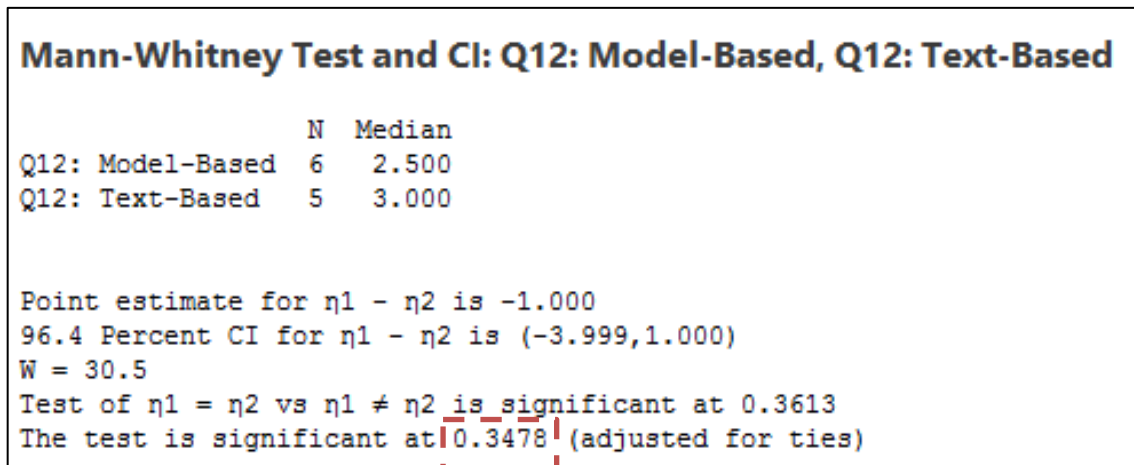 Mann-Whitney Test and CI: Q12: Model-Based, Q12: Text-Based
N Median
Q12: Model-Based 6 2.500
Q12: Text-Based 5 3.000
Point estimate for η1 - η2 is -1.000
96.4 Percent CI for η1 - η2 is (-3.999,1.000)
W = 30.5
Test of η1 = η2 vs η1 ≠ η2 is significant at 0.3613
The test is significant at 0.3478 (adjusted for ties)